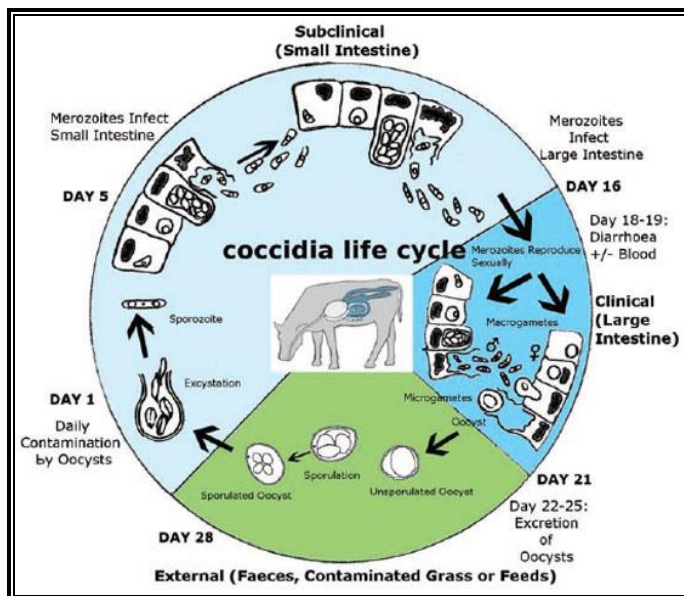 Subclinical
(Small Intestine)
Merozoites Infect
Small Intestine
Merozoites
Infect
Large Intestine
DAY 5
DAY 16
Day 18-19:
Diarrhoea
+/- Blood
coccidia life cycle
Merozoites Reproduce
Sexually
Clinical
(Large
Intestine)
Sporozoite
Macrogametes
♂
♀
Excystation
Microgametes
DAY 1
Daily
Contamination
by Oocysts
Oocyst
Sporulation
Sporulated Oocyst
Unsporulated Oocyst
DAY 21
Day 22-25:
Excretion
of
Oocysts
DAY 28
External (Faeces, Contaminated Grass or Feeds)